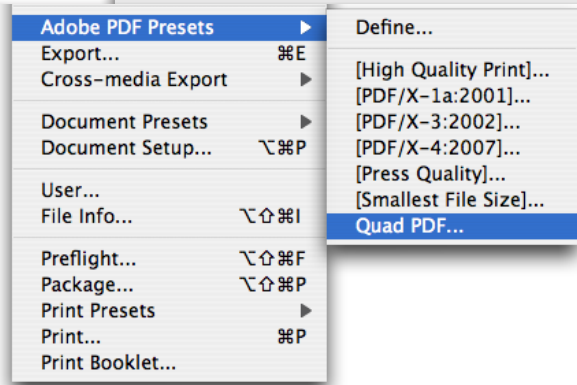 Adobe PDF Presets ▶
Export... ⌘E
Cross-media Export ▶
Document Presets ▶
Document Setup... ⌥⌘P
User...
File Info... ⌥⇧⌘I
Preflight... ⌥⇧⌘F
Package... ⌥⇧⌘P
Print Presets ▶
Print... ⌘P
Print Booklet...
Define...
[High Quality Print]...
[PDF/X-1a:2001]...
[PDF/X-3:2002]...
[PDF/X-4:2007]...
[Press Quality]...
[Smallest File Size]...
Quad PDF...